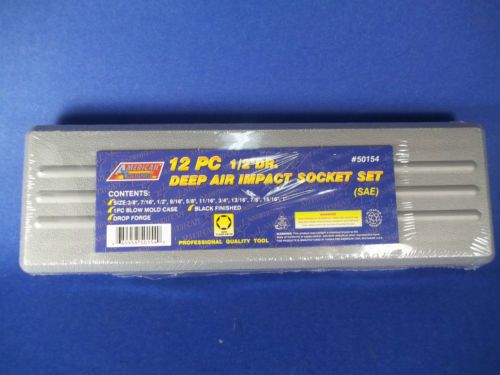 AMERICAN
12 PC 1/2" DR.
#50154
DEEP AIR IMPACT SOCKET SET
(SAE)
CONTENTS:
SIZE:3/8", 7/16", 1/2", 9/16", 5/8", 11/16", 3/4", 13/16", 7/8", 15/16", 1"
1PC BLOW MOLD CASE
BLACK FINISHED
DROP FORGE
PROFESSIONAL QUALITY TOOL
WARNING: